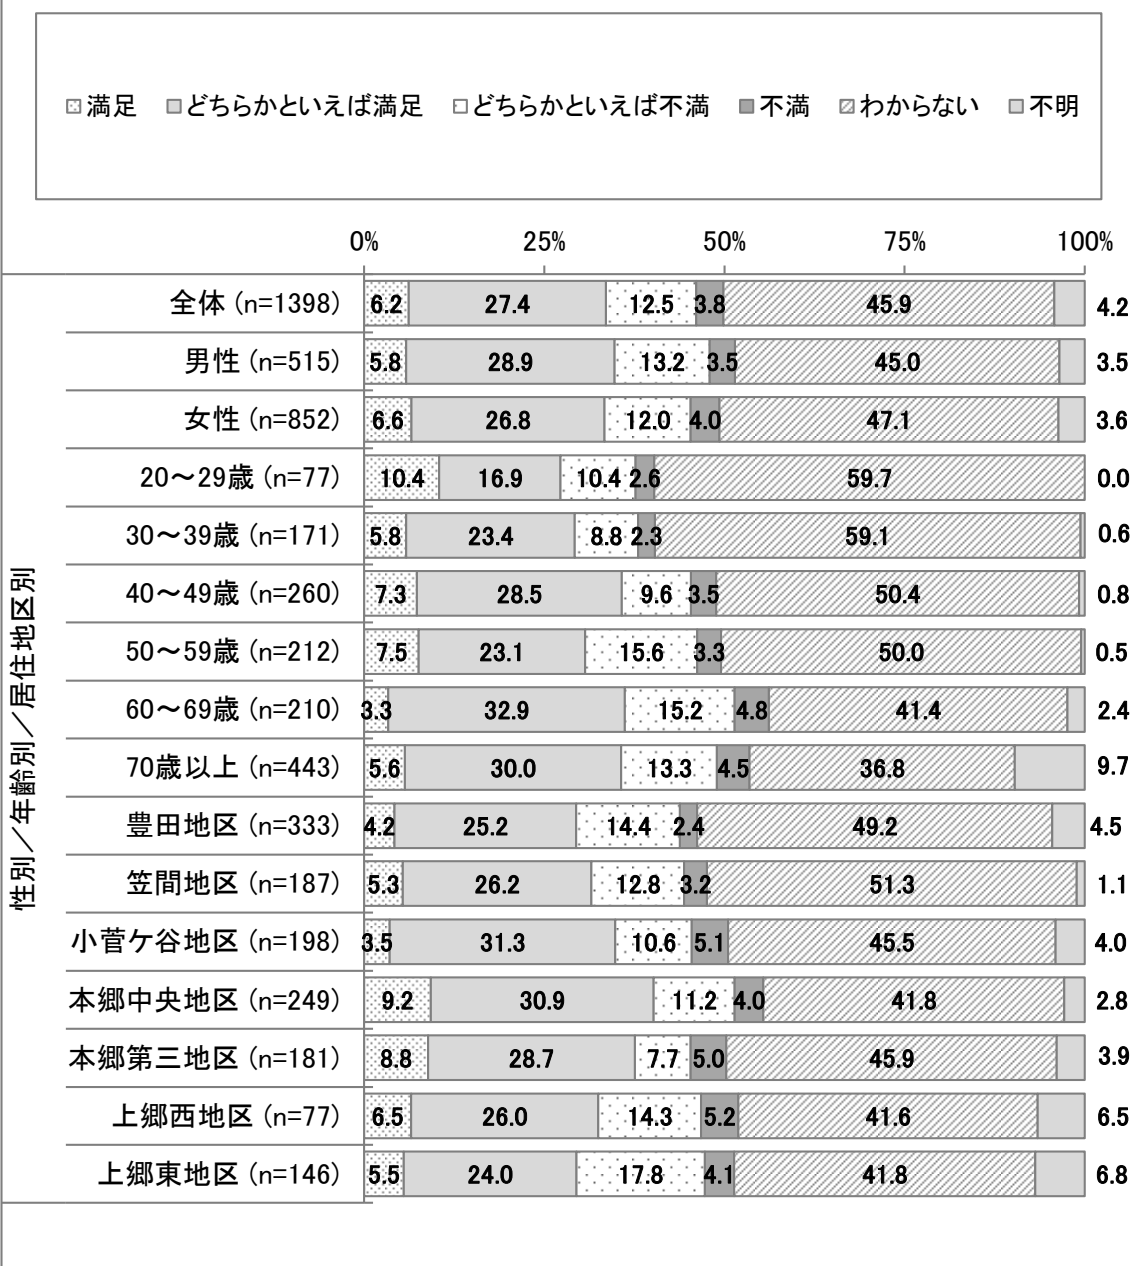 満足 どちらかといえば満足 どちらかといえば不満 不満 わからない 不明
0% 25% 50% 75% 100%
性別／年齢別／居住地区別
全体 (n=1398) 6.2 27.4 12.5 3.8 45.9 4.2
男性 (n=515) 5.8 28.9 13.2 3.5 45.0 3.5
女性 (n=852) 6.6 26.8 12.0 4.0 47.1 3.6
20～29歳 (n=77) 10.4 16.9 10.4 2.6 59.7 0.0
30～39歳 (n=171) 5.8 23.4 8.8 2.3 59.1 0.6
40～49歳 (n=260) 7.3 28.5 9.6 3.5 50.4 0.8
50～59歳 (n=212) 7.5 23.1 15.6 3.3 50.0 0.5
60～69歳 (n=210) 3.3 32.9 15.2 4.8 41.4 2.4
70歳以上 (n=443) 5.6 30.0 13.3 4.5 36.8 9.7
豊田地区 (n=333) 4.2 25.2 14.4 2.4 49.2 4.5
笠間地区 (n=187) 5.3 26.2 12.8 3.2 51.3 1.1
小菅ケ谷地区 (n=198) 3.5 31.3 10.6 5.1 45.5 4.0
本郷中央地区 (n=249) 9.2 30.9 11.2 4.0 41.8 2.8
本郷第三地区 (n=181) 8.8 28.7 7.7 5.0 45.9 3.9
上郷西地区 (n=77) 6.5 26.0 14.3 5.2 41.6 6.5
上郷東地区 (n=146) 5.5 24.0 17.8 4.1 41.8 6.8